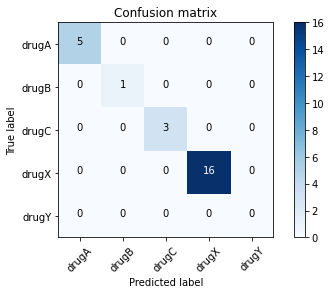 Confusion matrix
True label
drugA 5 0 0 0 0
drugB 0 1 0 0 0
drugC 0 0 3 0 0
drugX 0 0 0 16 0
drugY 0 0 0 0 0
drugA drugB drugC drugX drugY
Predicted label
16
14
12
10
8
6
4
2
0